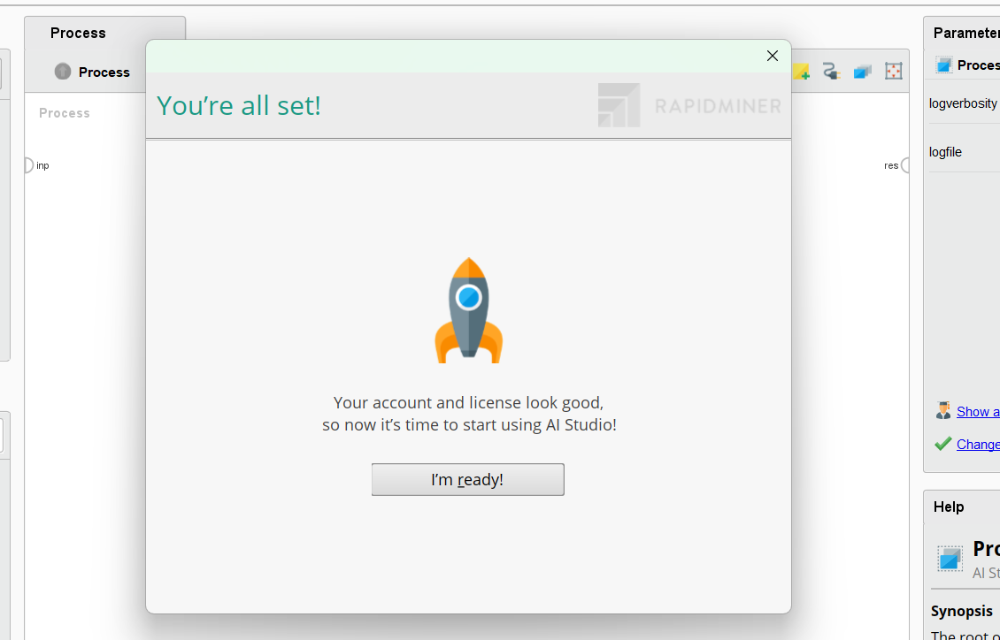 Process
Process
Process
inp
You're all set!
RAPIDMINER
Your account and license look good,
so now it's time to start using AI Studio!
I'm ready!
res
Parameter
Proces
logverbosity
logfile
Show a
Change
Help
Pro
AI St
Synopsis
The root o